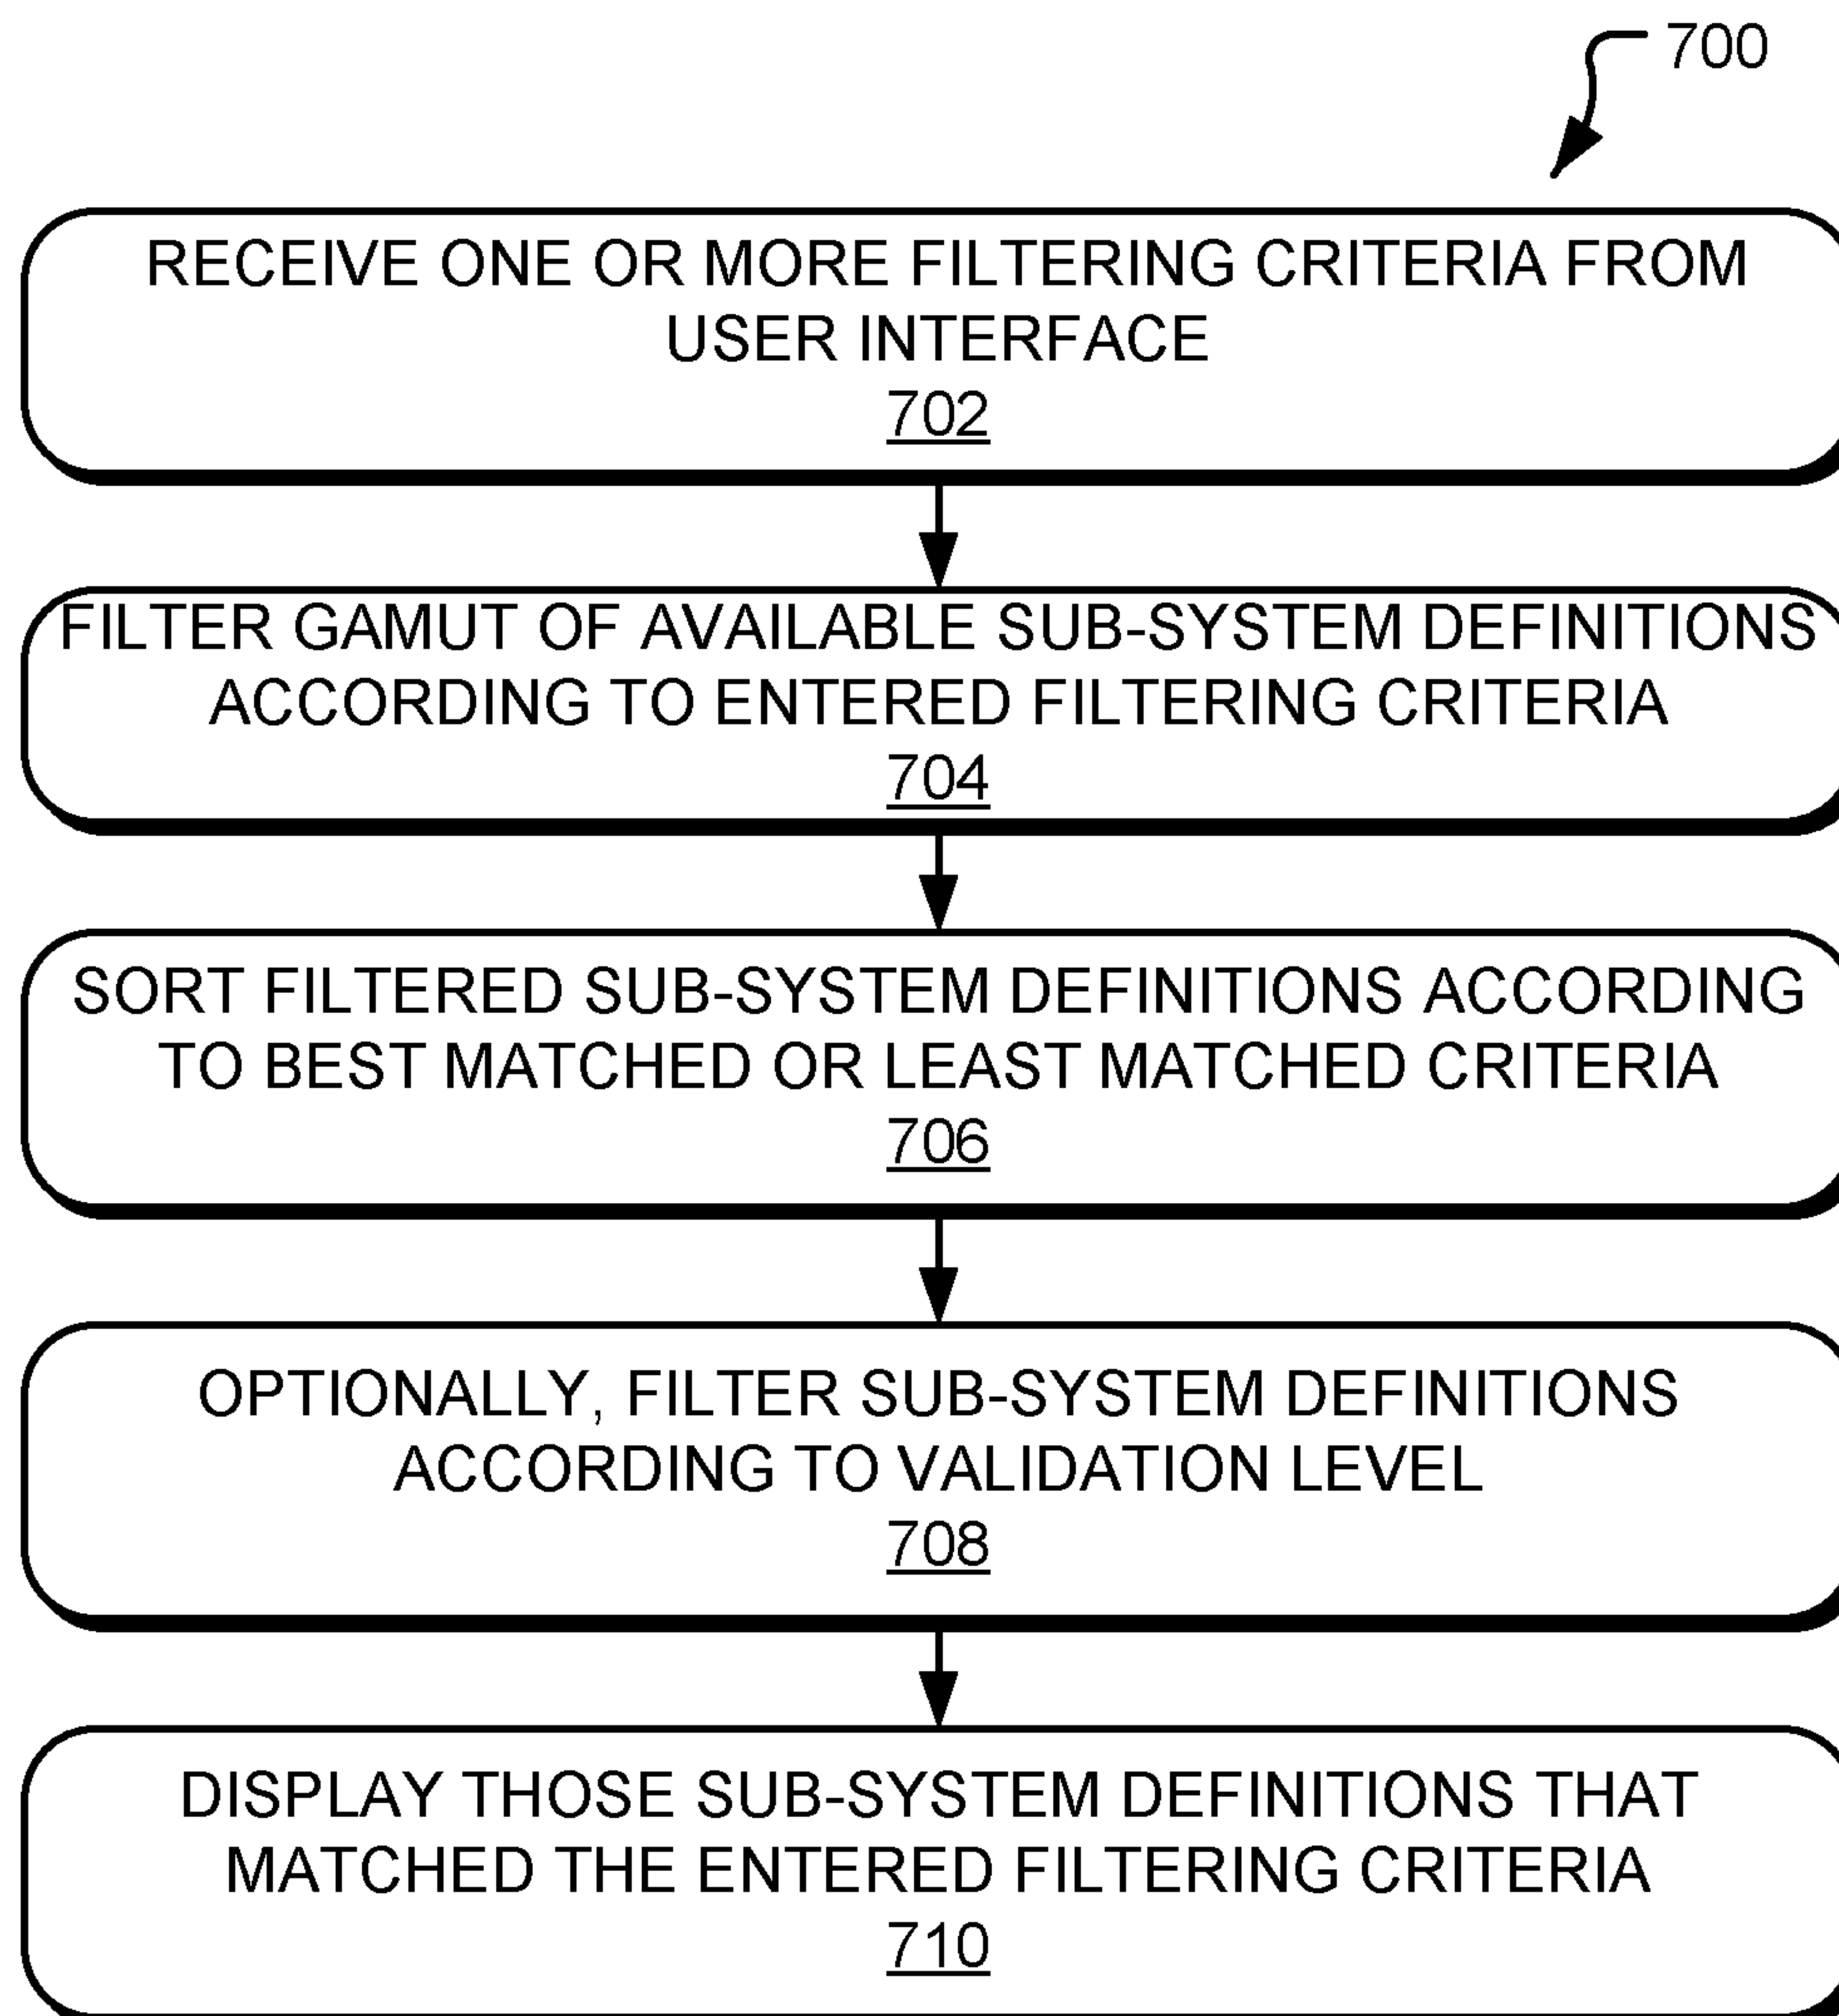 700
RECEIVE ONE OR MORE FILTERING CRITERIA FROM
USER INTERFACE
702
FILTER GAMUT OF AVAILABLE SUB-SYSTEM DEFINITIONS
ACCORDING TO ENTERED FILTERING CRITERIA
704
SORT FILTERED SUB-SYSTEM DEFINITIONS ACCORDING
TO BEST MATCHED OR LEAST MATCHED CRITERIA
706
OPTIONALLY, FILTER SUB-SYSTEM DEFINITIONS
ACCORDING TO VALIDATION LEVEL
708
DISPLAY THOSE SUB-SYSTEM DEFINITIONS THAT
MATCHED THE ENTERED FILTERING CRITERIA
710